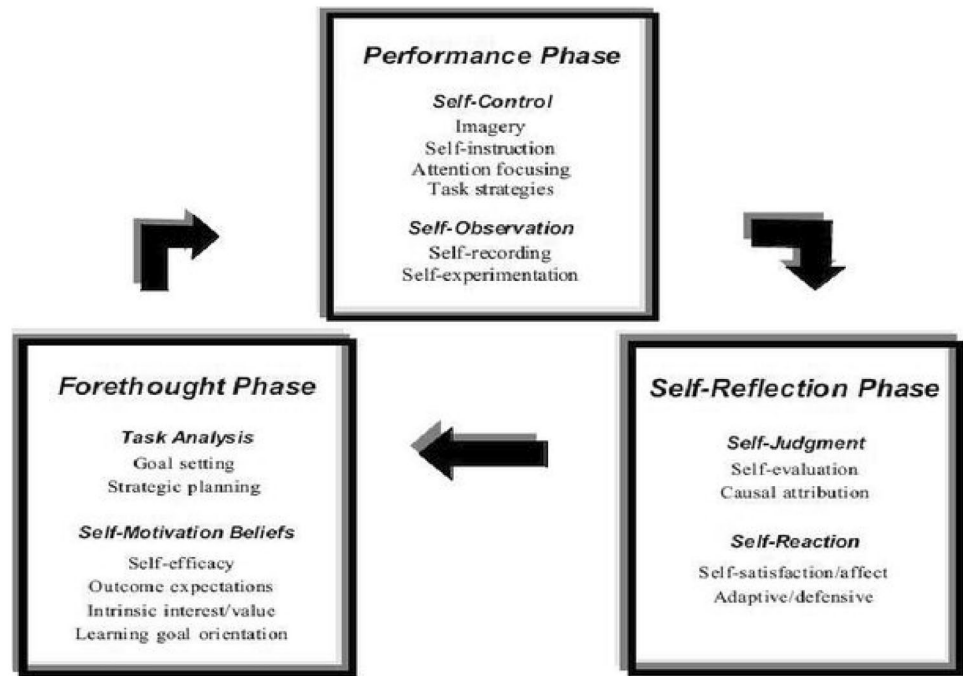 Performance Phase
Self-Control
Imagery
Self-instruction
Attention focusing
Task strategies
Self-Observation
Self-recording
Self-experimentation
Forethought Phase
Task Analysis
Goal setting
Strategic planning
Self-Motivation Beliefs
Self-efficacy
Outcome expectations
Intrinsic interest/value
Learning goal orientation
Self-Reflection Phase
Self-Judgment
Self-evaluation
Causal attribution
Self-Reaction
Self-satisfaction/affect
Adaptive/defensive